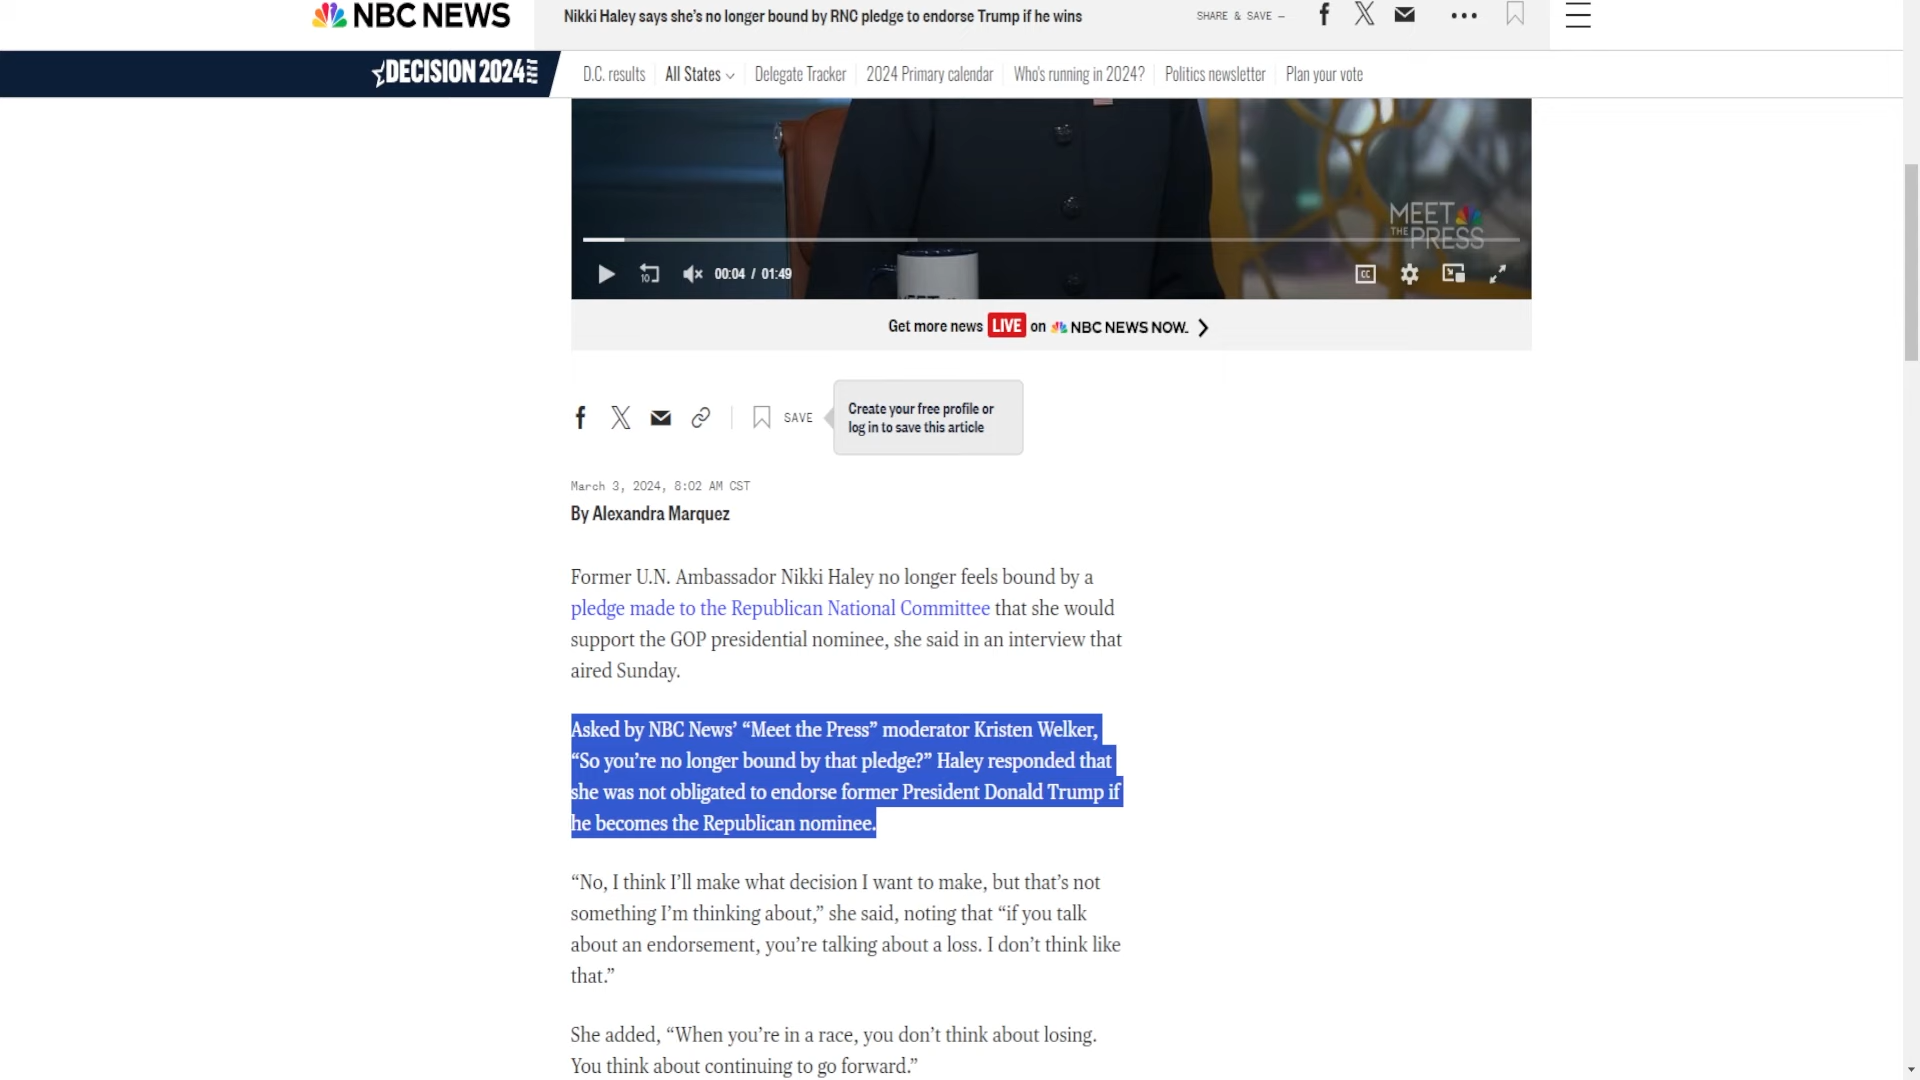 NBC NEWS
Nikki Haley says she’s no longer bound by RNC pledge to endorse Trump if he wins
SHARE & SAVE —
DECISION 2024
D.C. results
All States
Delegate Tracker
2024 Primary calendar
Who's running in 2024?
Politics newsletter
Plan your vote
MEET THE PRESS
10
00:04 / 01:49
CC
Get more news LIVE on NBC NEWS NOW.
SAVE
Create your free profile or
log in to save this article
March 3, 2024, 8:02 AM CST
By Alexandra Marquez
Former U.N. Ambassador Nikki Haley no longer feels bound by a
pledge made to the Republican National Committee that she would
support the GOP presidential nominee, she said in an interview that
aired Sunday.
Asked by NBC News’ “Meet the Press” moderator Kristen Welker,
“So you’re no longer bound by that pledge?” Haley responded that
she was not obligated to endorse former President Donald Trump if
he becomes the Republican nominee.
“No, I think I’ll make what decision I want to make, but that’s not
something I’m thinking about,” she said, noting that “if you talk
about an endorsement, you’re talking about a loss. I don’t think like
that.”
She added, “When you’re in a race, you don’t think about losing.
You think about continuing to go forward.”